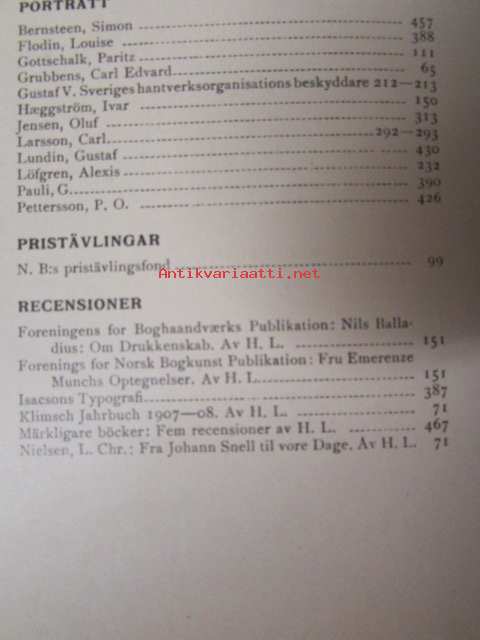 PORTRÄTT
Bernsteen, Simon 457
Flodin, Louise 388
Gottschalk, Paritz 111
Grubbens, Carl Edvard 65
Gustaf V. Sveriges hantverksorganisations beskyddare 212—213
Hæggström, Ivar 150
Jensen, Oluf 313
Larsson, Carl 292—293
Lundin, Gustaf 430
Löfgren, Alexis 232
Pauli, G. 390
Pettersson, P. O. 426
PRISTÄVLINGAR
N. B:s pristävlingsfond 99
Antikvariaatti.net
RECENSIONER
Foreningens for Boghaandværks Publikation: Nils Balla-
dius: Om Drukkenskab. Av H. L. 151
Forenings for Norsk Bogkunst Publikation: Fru Emerenze
Munchs Optegnelser. Av H. L. 151
Isacsons Typografi 387
Klimsch Jahrbuch 1907—08. Av H. L. 71
Märkligare böcker: Fem recensioner av H. L. 467
Nielsen, L. Chr.: Fra Johann Snell til vore Dage. Av H. L. 71